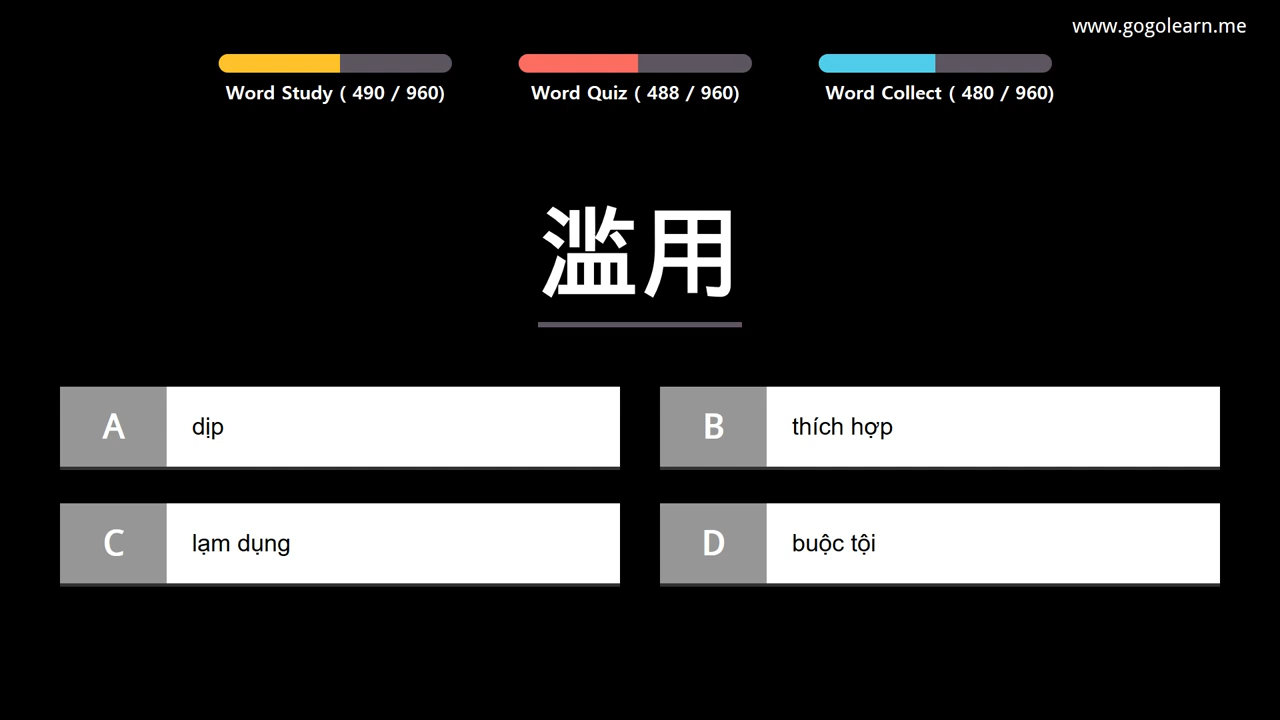 www.gogolearn.me
Word Study ( 490 / 960)
Word Quiz ( 488 / 960)
Word Collect ( 480 / 960)
滥用
A dịp
B thích hợp
C lạm dụng
D buộc tội